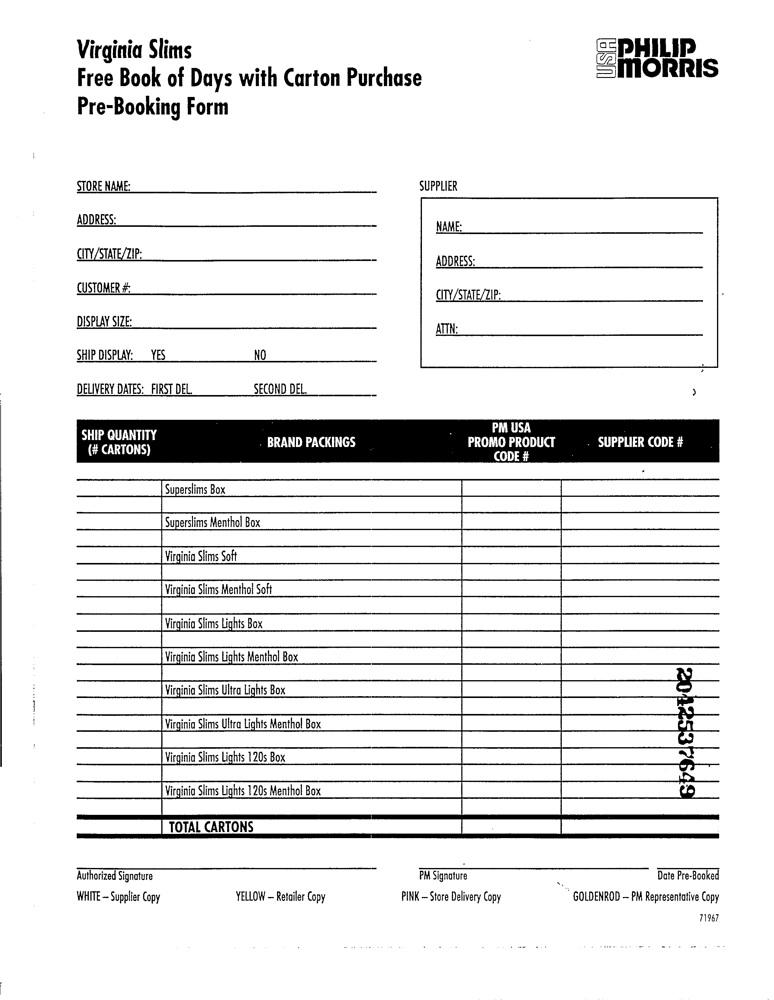 Virginia Slims
Free Book of Days with Carton Purchase
Pre-Booking Form
USA PHILIP MORRIS
STORE NAME:
ADDRESS:
CITY/STATE/ZIP:
CUSTOMER #:
DISPLAY SIZE:
SHIP DISPLAY: YES NO
DELIVERY DATES: FIRST DEL. SECOND DEL.
SUPPLIER
NAME:
ADDRESS:
CITY/STATE/ZIP:
ATTN:
SHIP QUANTITY (# CARTONS) BRAND PACKINGS PM USA PROMO PRODUCT CODE # SUPPLIER CODE #
Superslims Box
Superslims Menthol Box
Virginia Slims Soft
Virginia Slims Menthol Soft
Virginia Slims Lights Box
Virginia Slims Lights Menthol Box
Virginia Slims Ultra Lights Box
Virginia Slims Ultra Lights Menthol Box
Virginia Slims Lights 120s Box
Virginia Slims Lights 120s Menthol Box
TOTAL CARTONS
20412537649
Authorized Signature PM Signature Date Pre-Booked
WHITE – Supplier Copy YELLOW – Retailer Copy PINK – Store Delivery Copy GOLDENROD – PM Representative Copy
71967